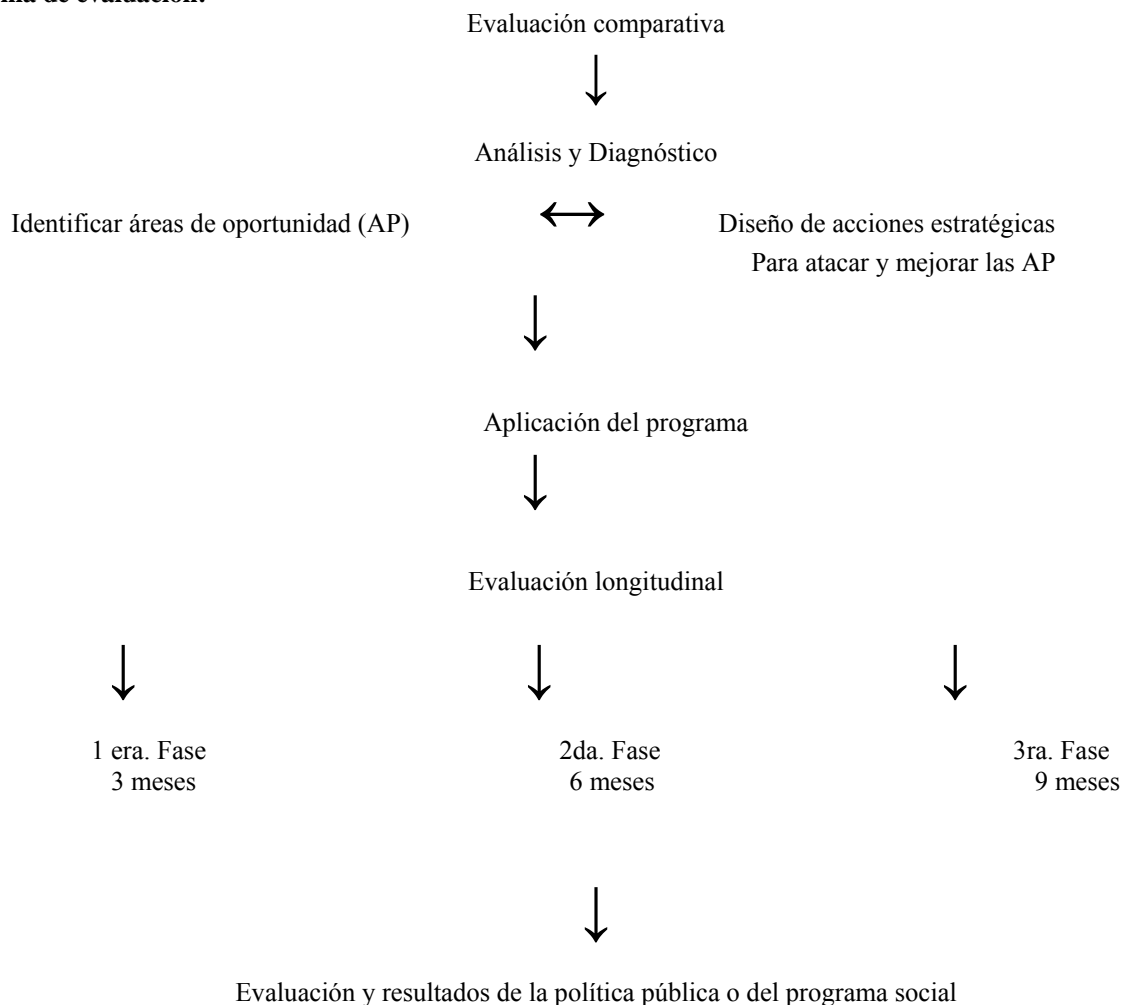 de evaluación.
Evaluación comparativa
Análisis y Diagnóstico
Identificar áreas de oportunidad (AP)
Diseño de acciones estratégicas
Para atacar y mejorar las AP
Aplicación del programa
Evaluación longitudinal
1 era. Fase
3 meses
2da. Fase
6 meses
3ra. Fase
9 meses
Evaluación y resultados de la política pública o del programa social